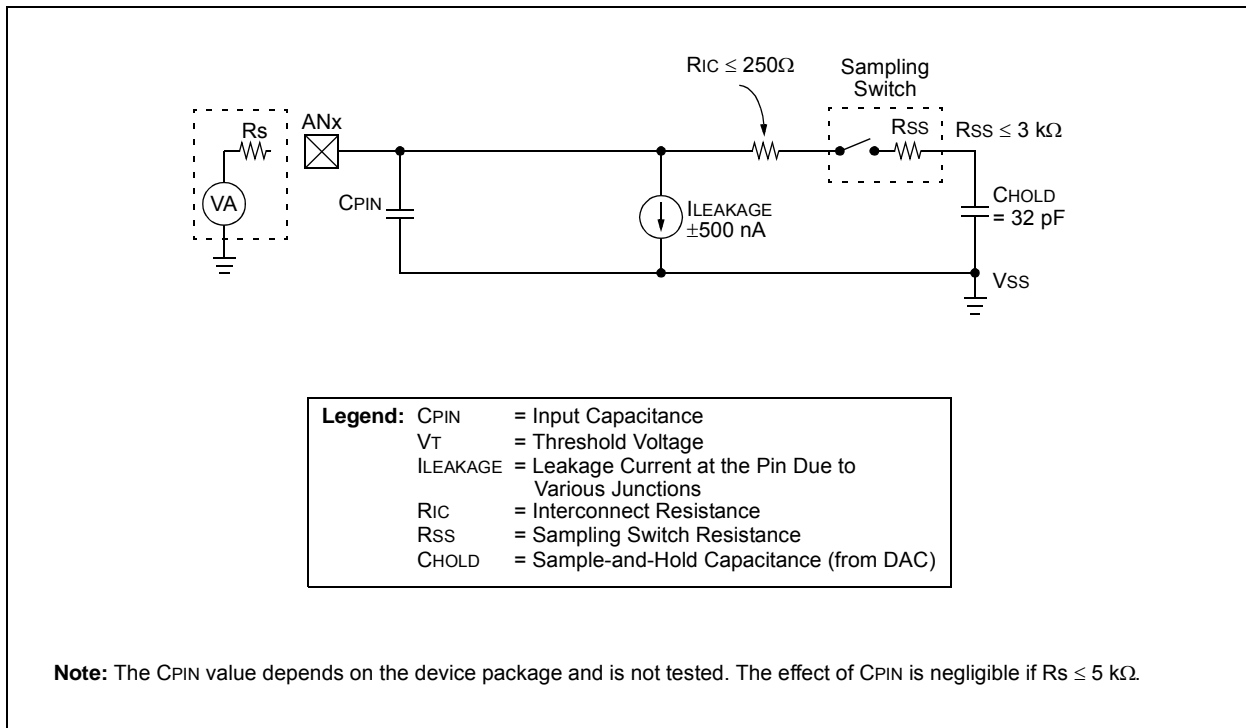 RIC ≤ 250Ω
Sampling
Switch
Rs
ANx
RSS
RSS ≤ 3 kΩ
VA
CPIN
ILEAKAGE
±500 nA
CHOLD
= 32 pF
VSS
Legend: CPIN = Input Capacitance
VT = Threshold Voltage
ILEAKAGE = Leakage Current at the Pin Due to
Various Junctions
RIC = Interconnect Resistance
RSS = Sampling Switch Resistance
CHOLD = Sample-and-Hold Capacitance (from DAC)
Note: The CPIN value depends on the device package and is not tested. The effect of CPIN is negligible if Rs ≤ 5 kΩ.